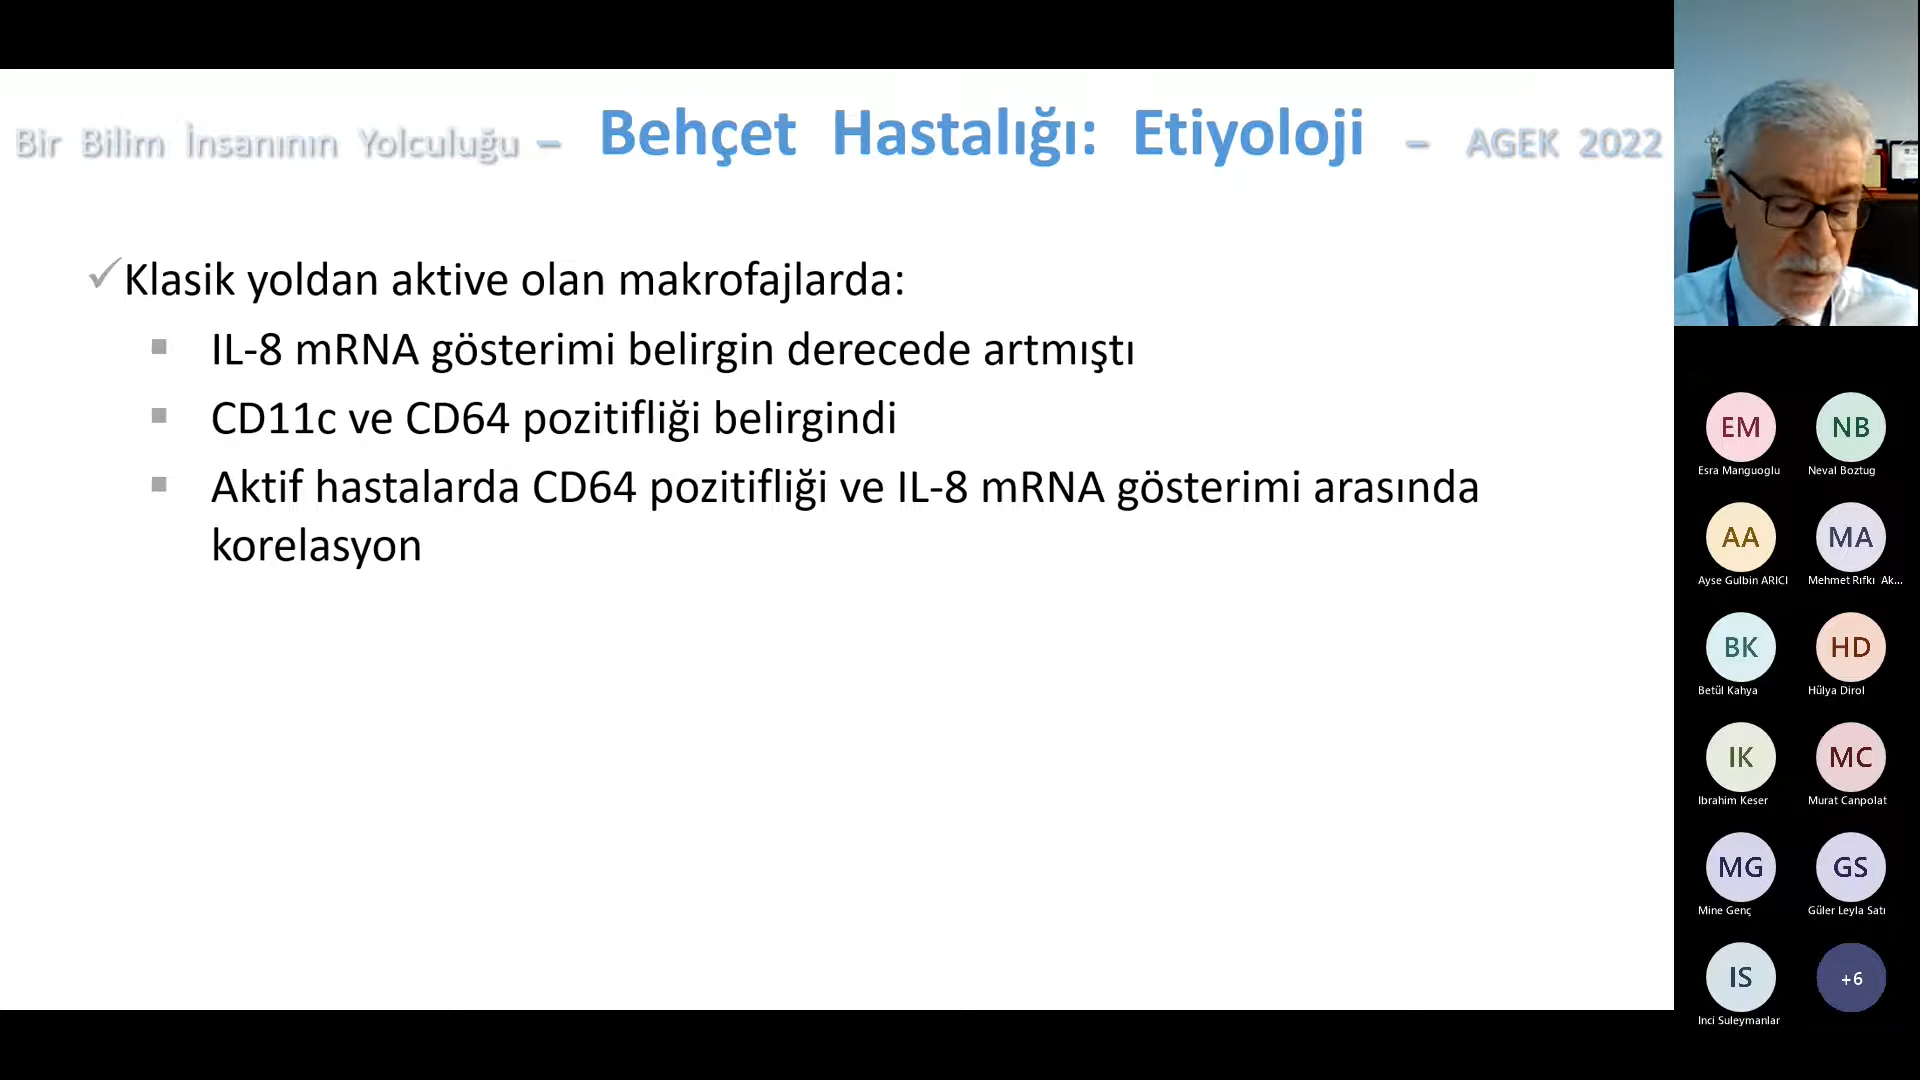 Bir Bilim İnsanının Yolculuğu – Behçet Hastalığı: Etiyoloji – AGEK 2022
✓Klasik yoldan aktive olan makrofajlarda:
▪ IL-8 mRNA gösterimi belirgin derecede artmıştı
▪ CD11c ve CD64 pozitifliği belirgindi
▪ Aktif hastalarda CD64 pozitifliği ve IL-8 mRNA gösterimi arasında
korelasyon
EM NB
Esra Manguoglu Neval Boztug
AA MA
Ayse Gulbin ARICI Mehmet Rıfkı Ak...
BK HD
Betül Kahya Hülya Dirol
IK MC
Ibrahim Keser Murat Canpolat
MG GS
Mine Genç Güler Leyla Satı
IS +6
Inci Suleymanlar